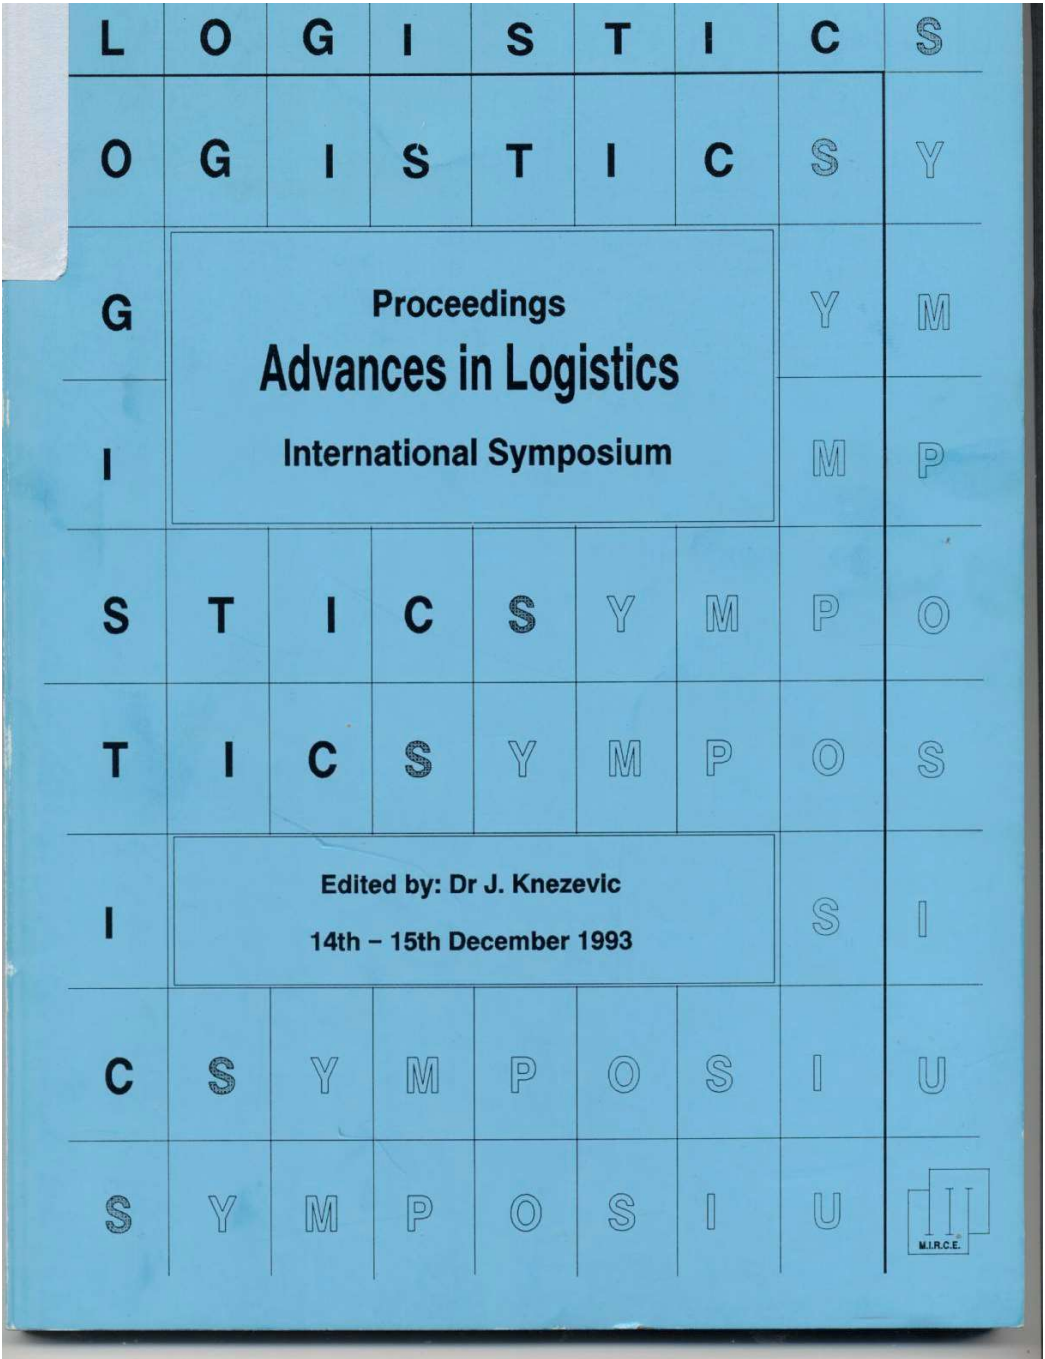 L O G I S T I C S
O G I S T I C S Y
G Y M
Proceedings
Advances in Logistics
International Symposium
I M P
S T I C S Y M P O
T I C S Y M P O S
I S I
Edited by: Dr J. Knezevic
14th – 15th December 1993
C S Y M P O S I U
S Y M P O S I U
M.I.R.C.E.